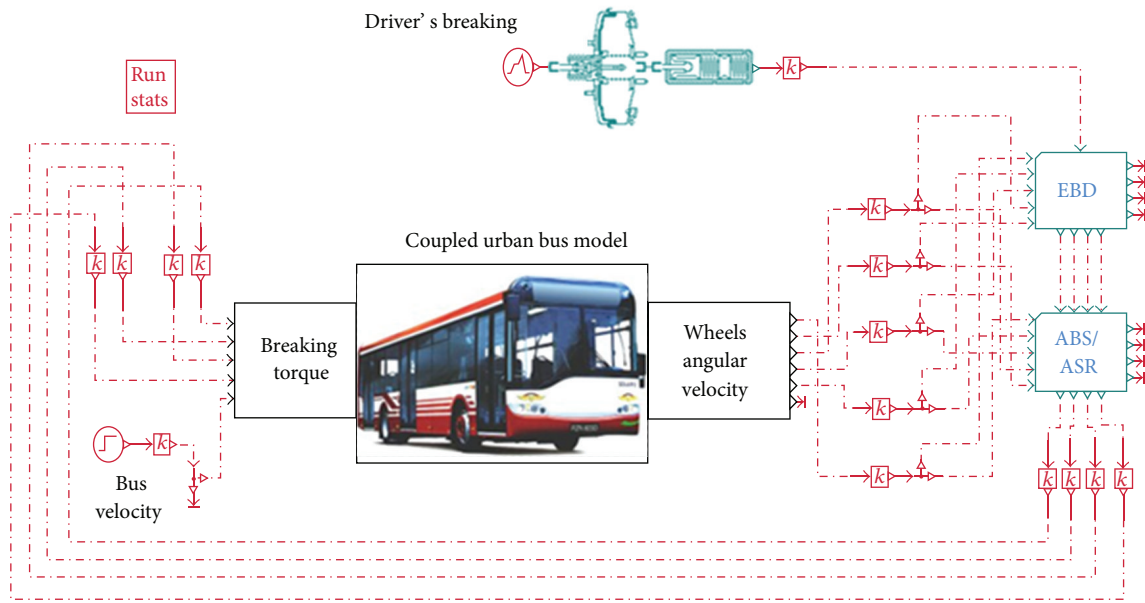 Driver' s breaking
k
Run
stats
EBD
k
Coupled urban bus model
k
k
k
k
k
Breaking
torque
Wheels
angular
velocity
k
ABS/
ASR
k
k
Bus
velocity
k
k
k
k
k